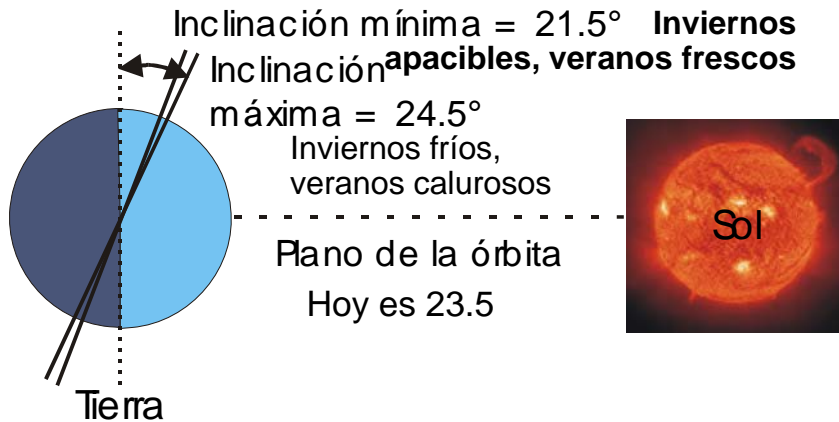 Inclinación mínima = 21.5° Inviernos
apacibles, veranos frescos
Inclinación
máxima = 24.5°
Inviernos fríos,
veranos calurosos
Sol
Plano de la órbita
Hoy es 23.5
Tierra